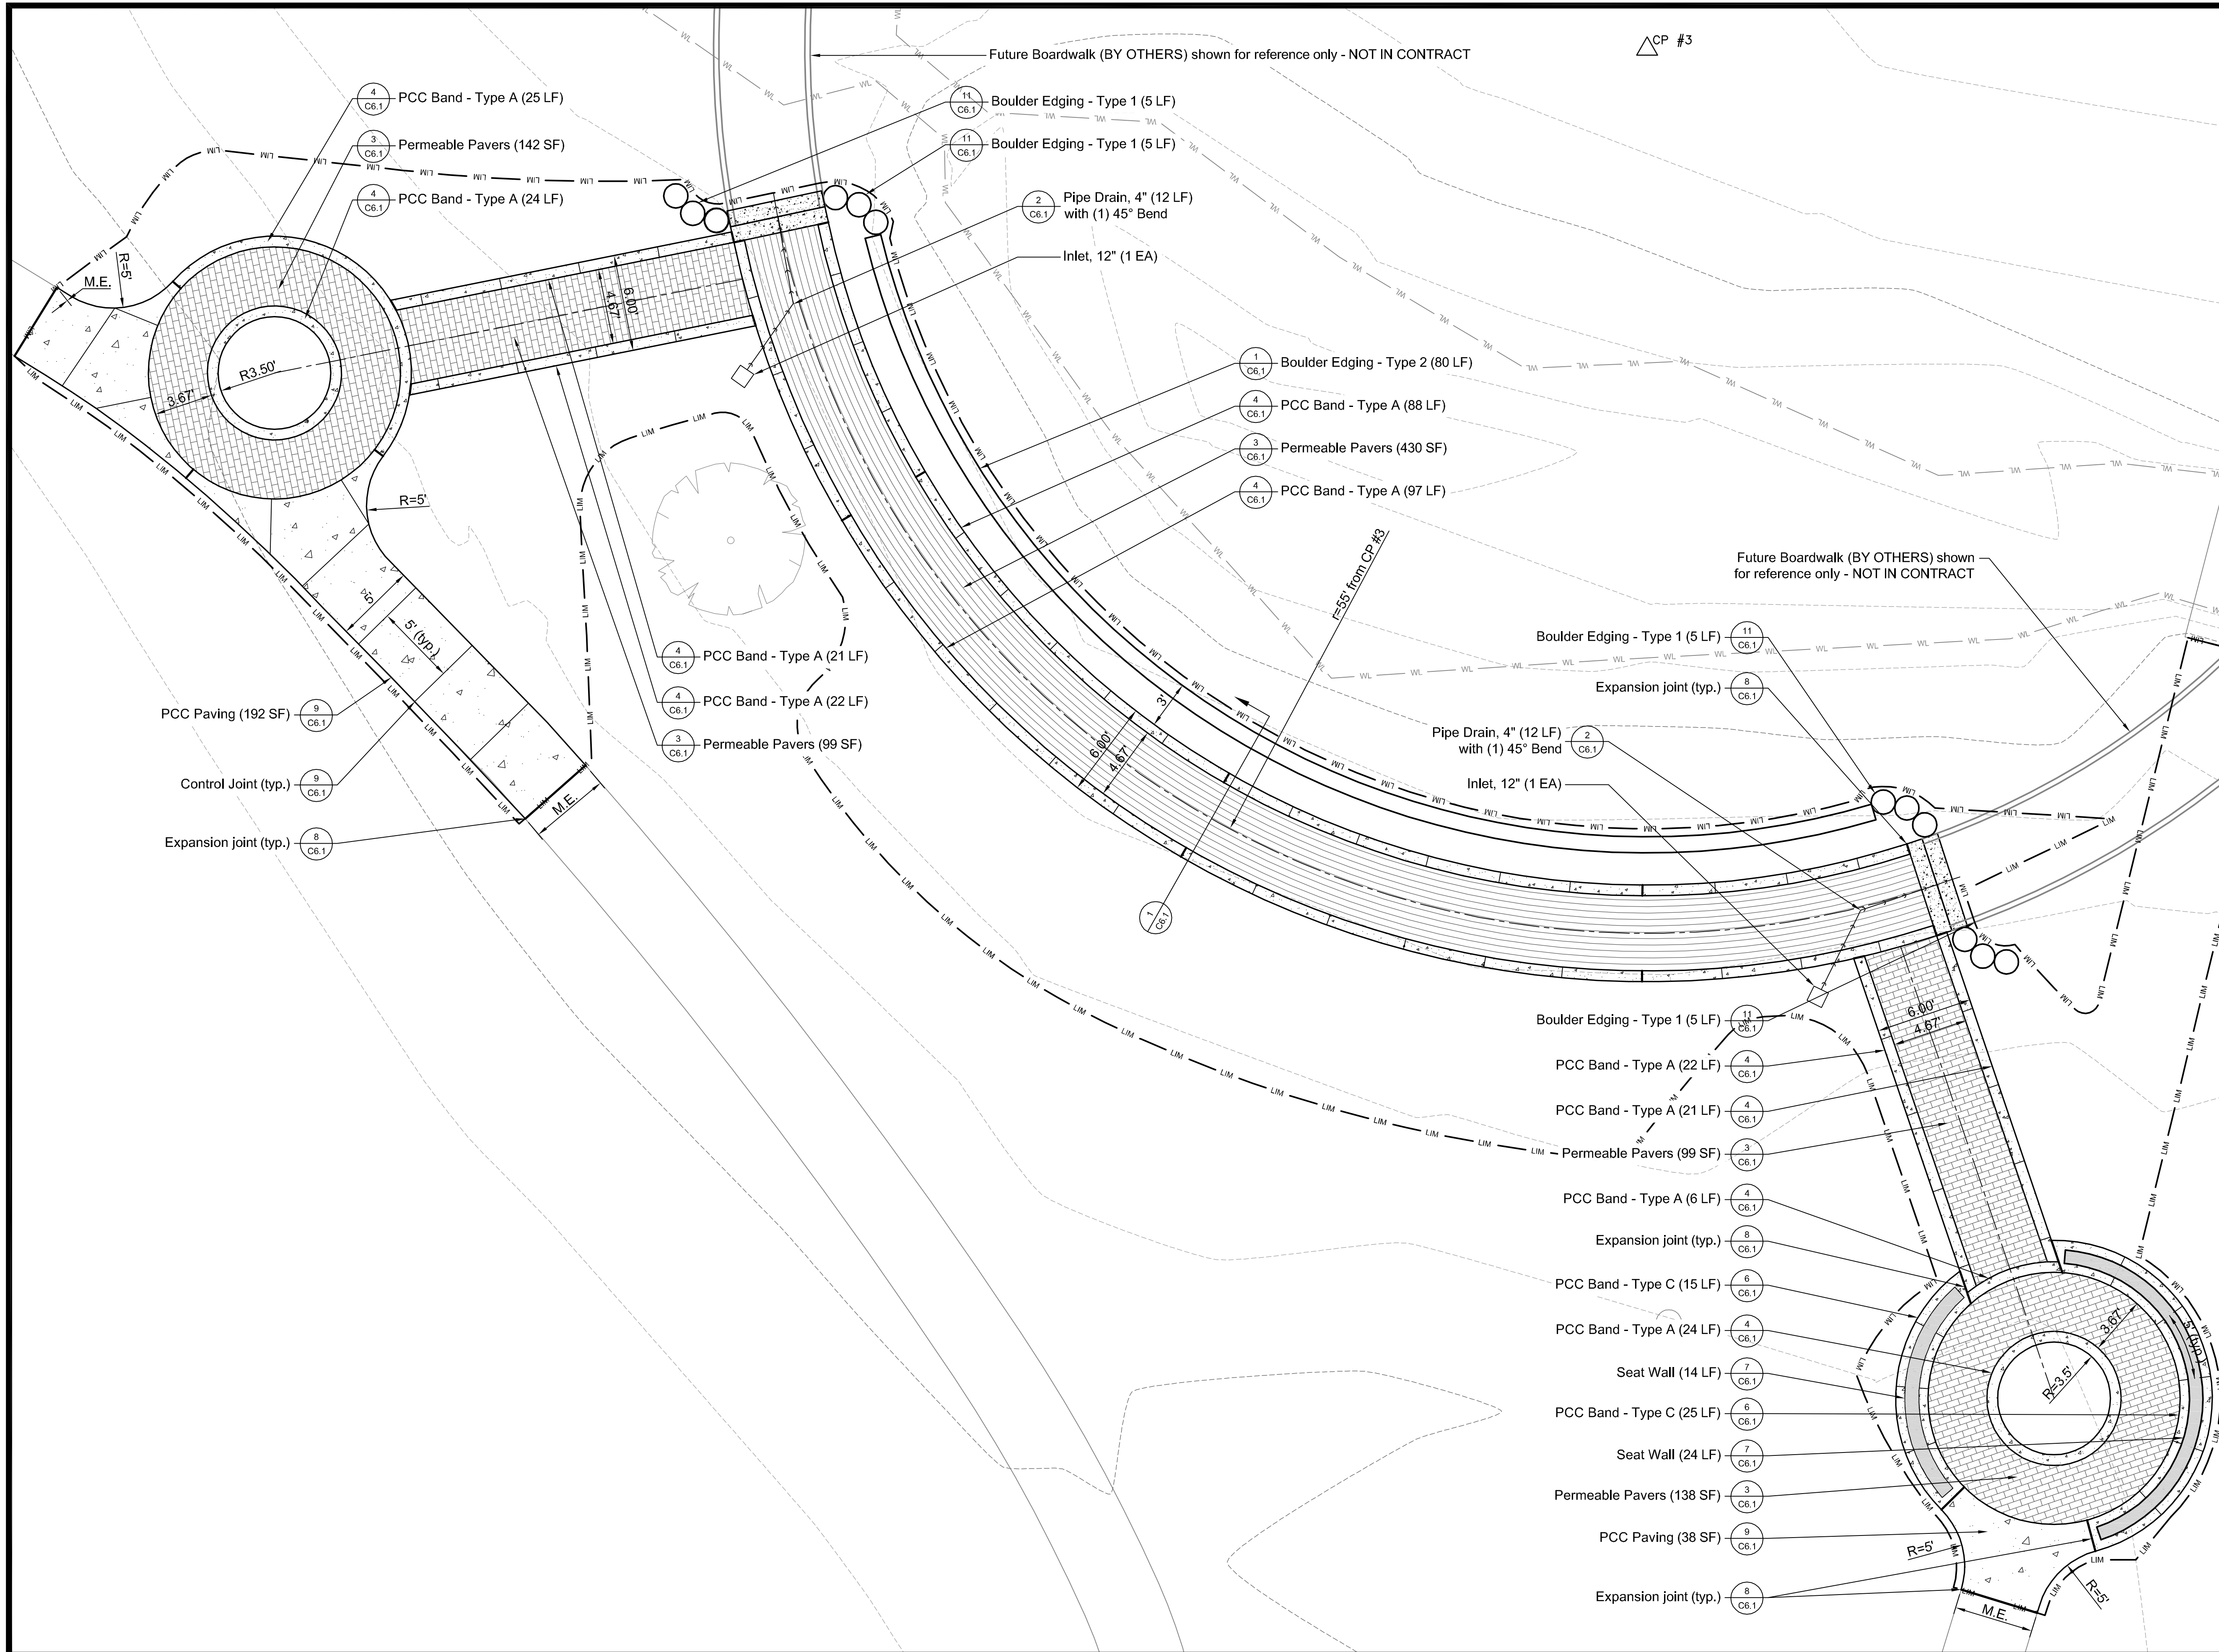 CP #3
Future Boardwalk (BY OTHERS) shown for reference only - NOT IN CONTRACT
4
C6.1
PCC Band - Type A (25 LF)
3
C6.1
Permeable Pavers (142 SF)
4
C6.1
PCC Band - Type A (24 LF)
11
C6.1
Boulder Edging - Type 1 (5 LF)
11
C6.1
Boulder Edging - Type 1 (5 LF)
2
C6.1
Pipe Drain, 4" (12 LF)
with (1) 45° Bend
Inlet, 12" (1 EA)
R=5'
M.E.
R3.50'
3.67'
6.00'
4.67'
R=5'
5'
5' (typ.)
1
C6.1
Boulder Edging - Type 2 (80 LF)
4
C6.1
PCC Band - Type A (88 LF)
3
C6.1
Permeable Pavers (430 SF)
4
C6.1
PCC Band - Type A (97 LF)
r=55' from CP #3
Future Boardwalk (BY OTHERS) shown
for reference only - NOT IN CONTRACT
4
C6.1
PCC Band - Type A (21 LF)
4
C6.1
PCC Band - Type A (22 LF)
3
C6.1
Permeable Pavers (99 SF)
PCC Paving (192 SF)
9
C6.1
Control Joint (typ.)
9
C6.1
Expansion joint (typ.)
8
C6.1
M.E.
3'
6.00'
4.67'
1
C6.1
Boulder Edging - Type 1 (5 LF)
11
C6.1
Expansion joint (typ.)
8
C6.1
Pipe Drain, 4" (12 LF)
with (1) 45° Bend
2
C6.1
Inlet, 12" (1 EA)
6.00'
4.67'
Boulder Edging - Type 1 (5 LF)
11
C6.1
PCC Band - Type A (22 LF)
4
C6.1
PCC Band - Type A (21 LF)
4
C6.1
Permeable Pavers (99 SF)
3
C6.1
PCC Band - Type A (6 LF)
4
C6.1
Expansion joint (typ.)
8
C6.1
PCC Band - Type C (15 LF)
6
C6.1
PCC Band - Type A (24 LF)
4
C6.1
Seat Wall (14 LF)
7
C6.1
PCC Band - Type C (25 LF)
6
C6.1
Seat Wall (24 LF)
7
C6.1
Permeable Pavers (138 SF)
3
C6.1
PCC Paving (38 SF)
9
C6.1
Expansion joint (typ.)
8
C6.1
3.67'
5' (typ.)
R=3.5'
R=5'
R=5'
M.E.
LIM
WL